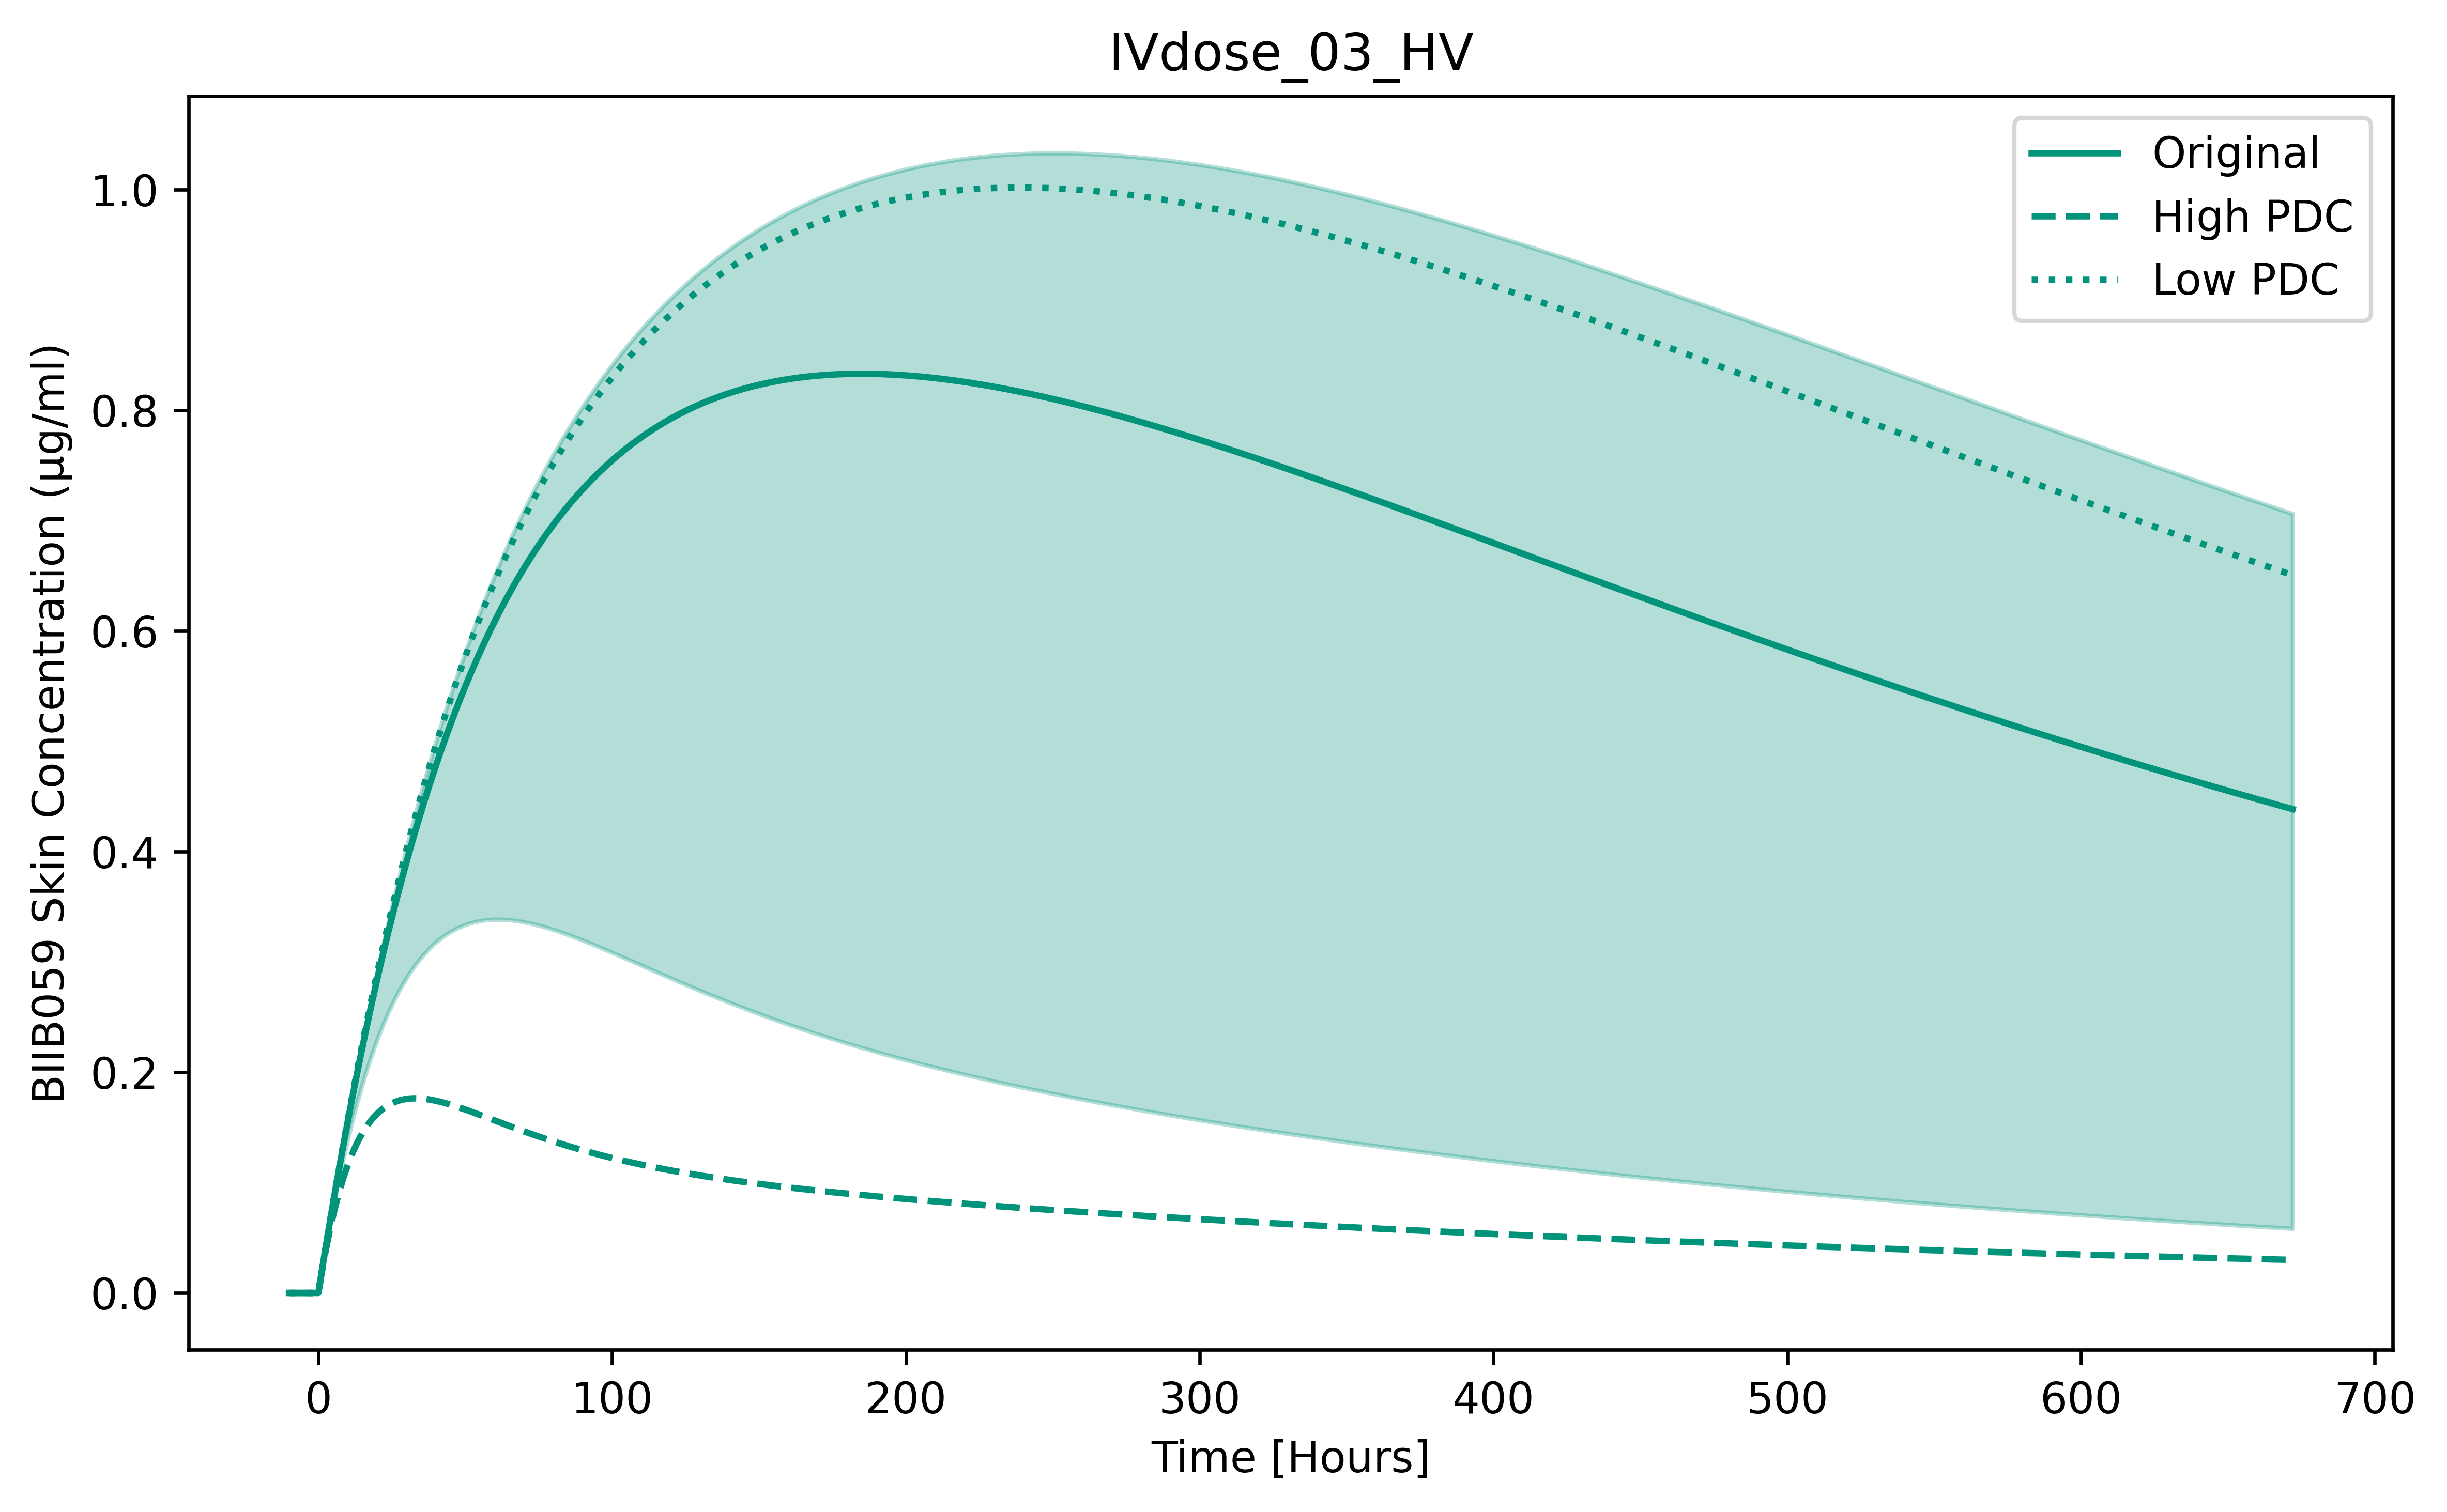 IVdose_03_HV
Original
High PDC
Low PDC
BIIB059 Skin Concentration (µg/ml)
1.0
0.8
0.6
0.4
0.2
0.0
0 100 200 300 400 500 600 700
Time [Hours]